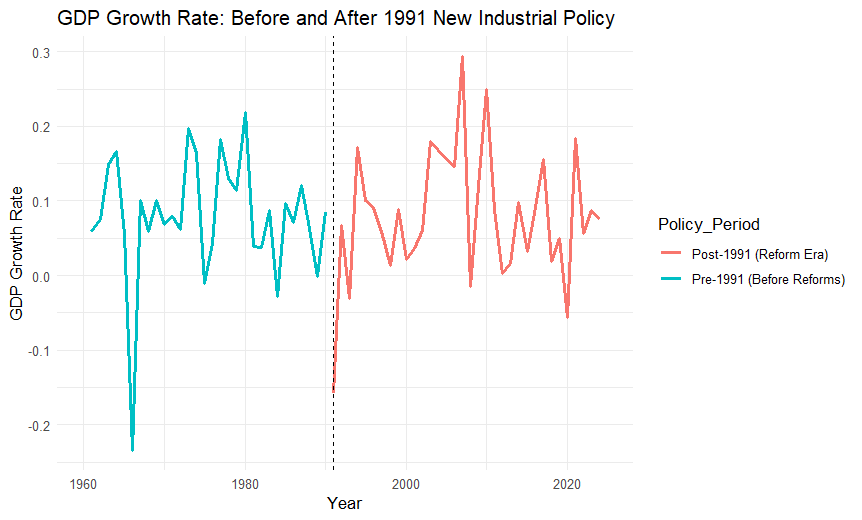 GDP Growth Rate: Before and After 1991 New Industrial Policy
GDP Growth Rate
0.3
0.2
0.1
0.0
-0.1
-0.2
1960
1980
2000
2020
Year
Policy_Period
Post-1991 (Reform Era)
Pre-1991 (Before Reforms)